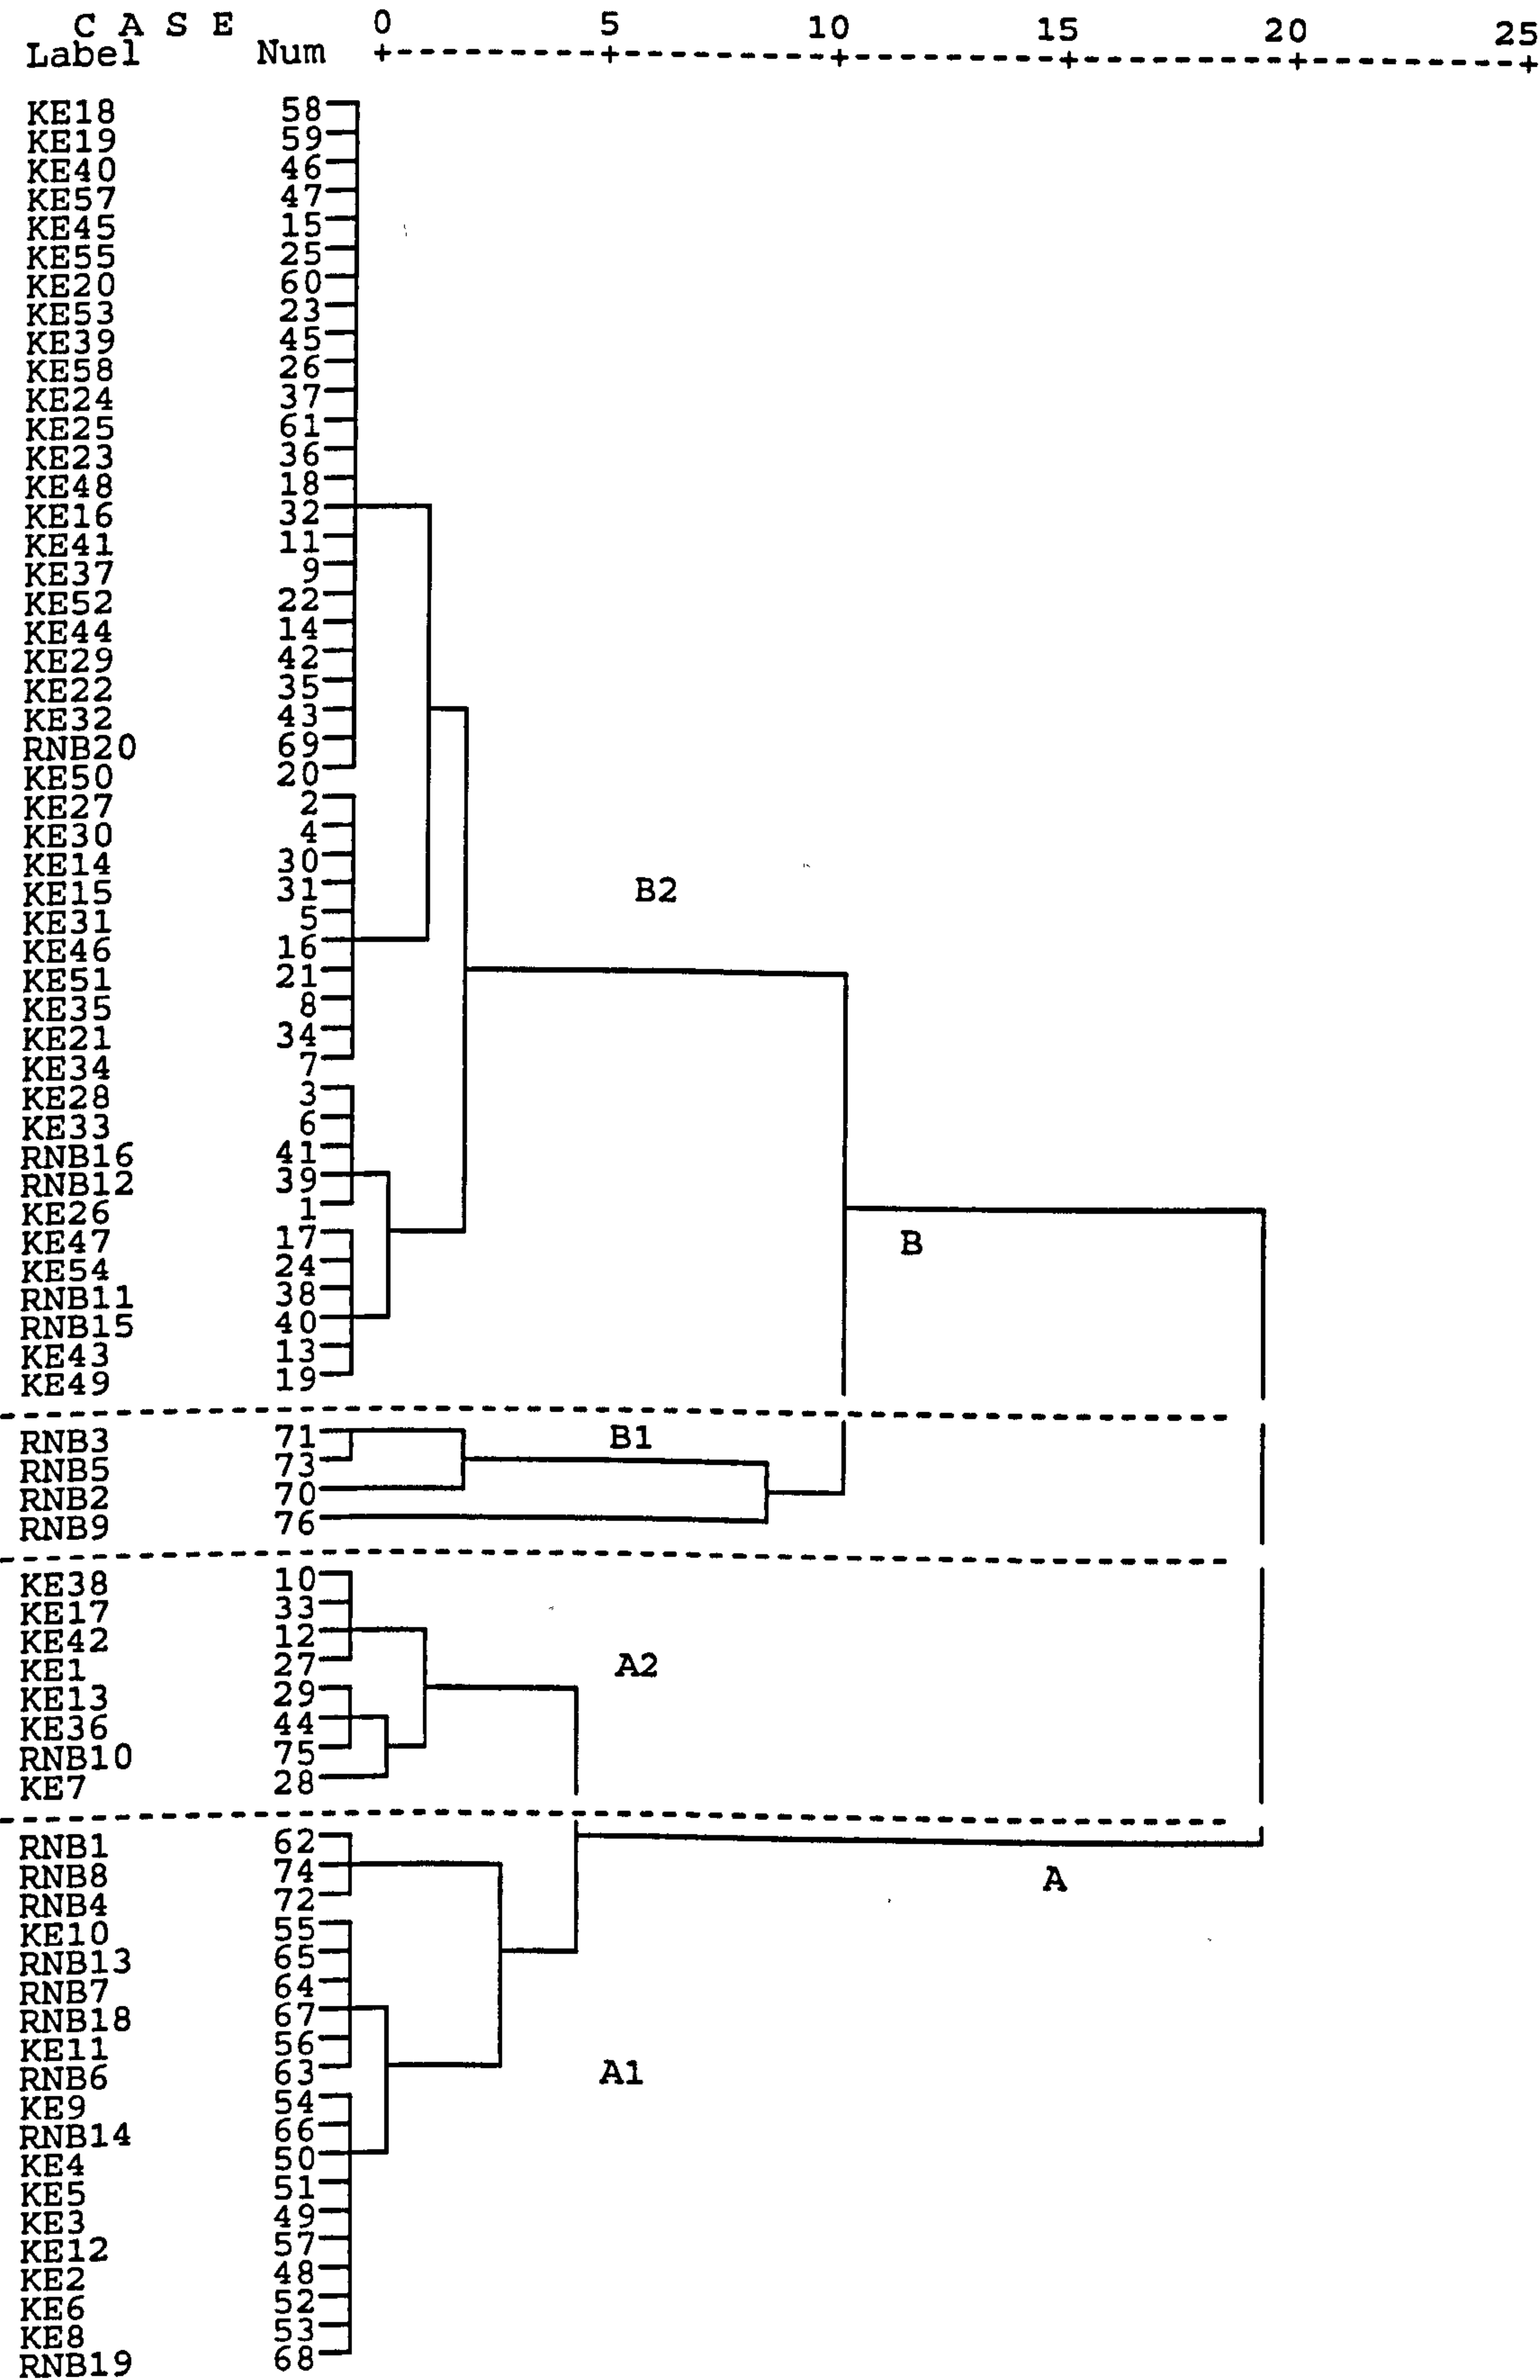 C A S E 0 5 10 15 20 25
Label Num
KE18 58
KE19 59
KE40 46
KE57 47
KE45 15
KE55 25
KE20 60
KE53 23
KE39 45
KE58 26
KE24 37
KE25 61
KE23 36
KE48 18
KE16 32
KE41 11
KE37 9
KE52 22
KE44 14
KE29 42
KE22 35
KE32 43
RNB20 69
KE50 20
KE27 2
KE30 4
KE14 30
KE15 31
B2
KE31 5
KE46 16
KE51 21
KE35 8
KE21 34
KE34 7
KE28 3
KE33 6
RNB16 41
RNB12 39
KE26 1
KE47 17
B
KE54 24
RNB11 38
RNB15 40
KE43 13
KE49 19
RNB3 71 B1
RNB5 73
RNB2 70
RNB9 76
KE38 10
KE17 33
KE42 12
KE1 27
A2
KE13 29
KE36 44
RNB10 75
KE7 28
RNB1 62
RNB8 74
A
RNB4 72
KE10 55
RNB13 65
RNB7 64
RNB18 67
KE11 56
RNB6 63
A1
KE9 54
RNB14 66
KE4 50
KE5 51
KE3 49
KE12 57
KE2 48
KE6 52
KE8 53
RNB19 68